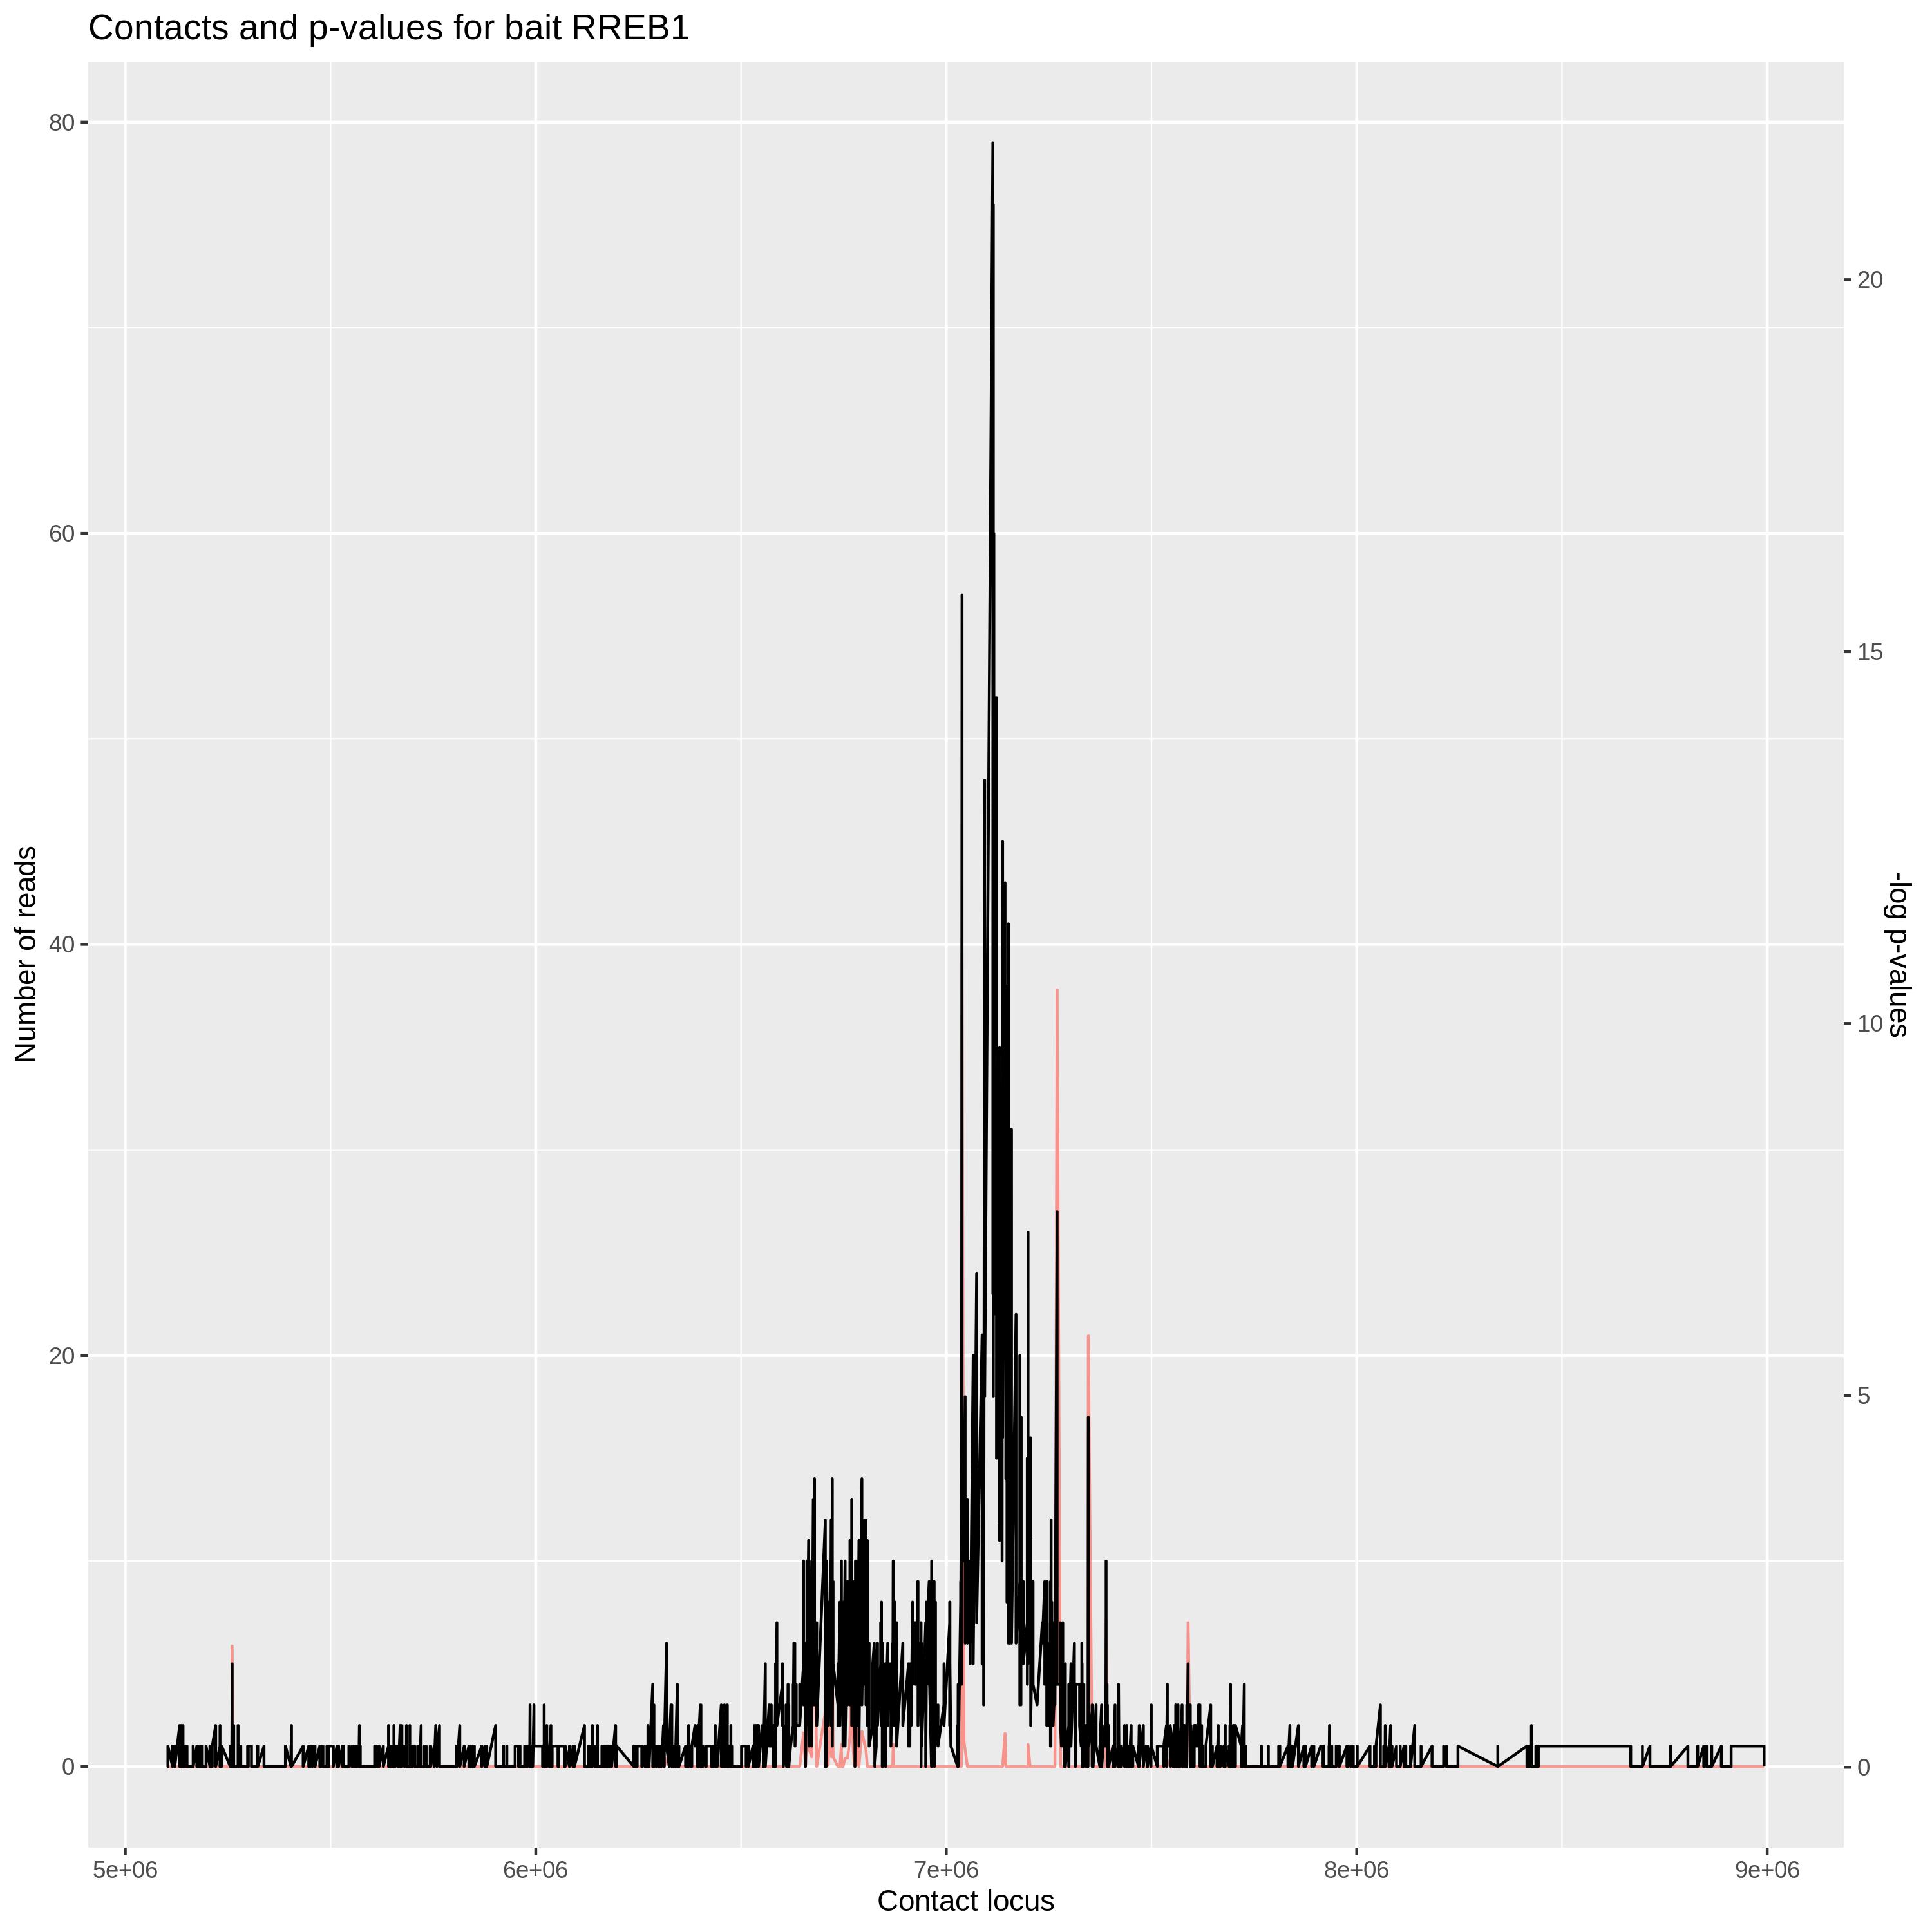 Contacts and p-values for bait RREB1
80
60
40
20
0
Number of reads
20
15
10
5
0
-log p-values
5e+06
6e+06
7e+06
8e+06
9e+06
Contact locus